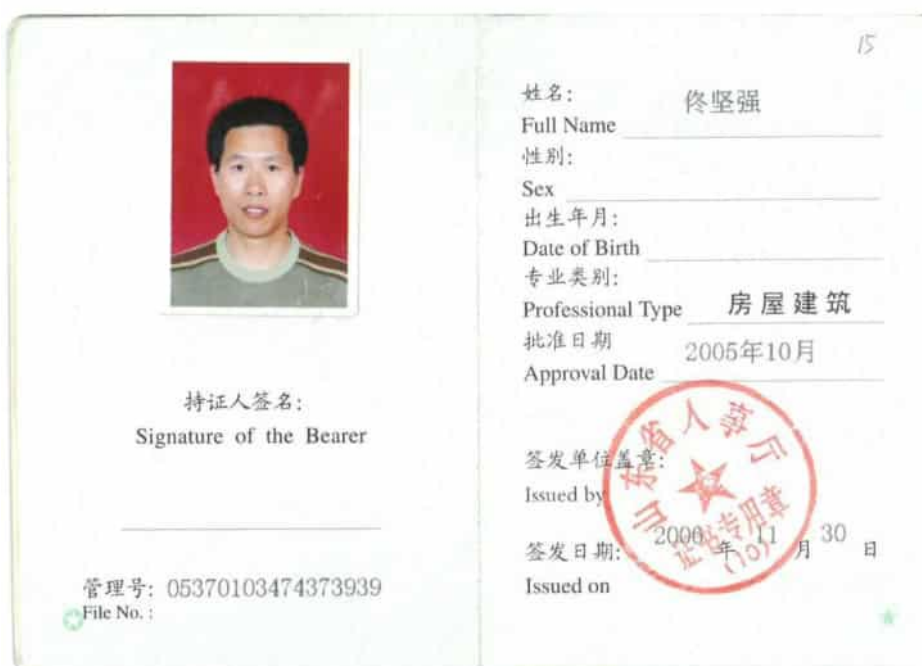 持证人签名:
Signature of the Bearer
管理号: 05370103474373939
File No. :
15
姓名: 佟坚强
Full Name
性别:
Sex
出生年月:
Date of Birth
专业类别:
Professional Type 房屋建筑
批准日期 2005年10月
Approval Date
签发单位盖章:
Issued by
山东省人事厅
证书专用章
(10)
签发日期: 2000 年 11 月 30 日
Issued on